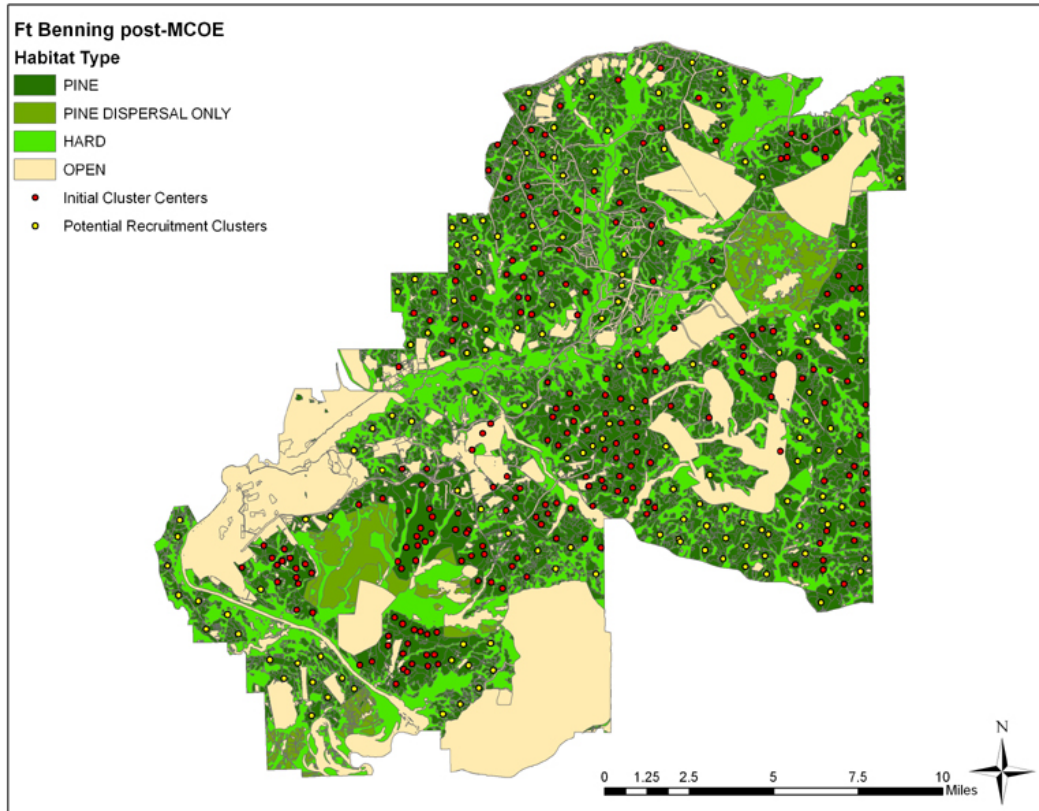 Ft Benning post-MCOE
Habitat Type
PINE
PINE DISPERSAL ONLY
HARD
OPEN
Initial Cluster Centers
Potential Recruitment Clusters
N
0 1.25 2.5 5 7.5 10
Miles